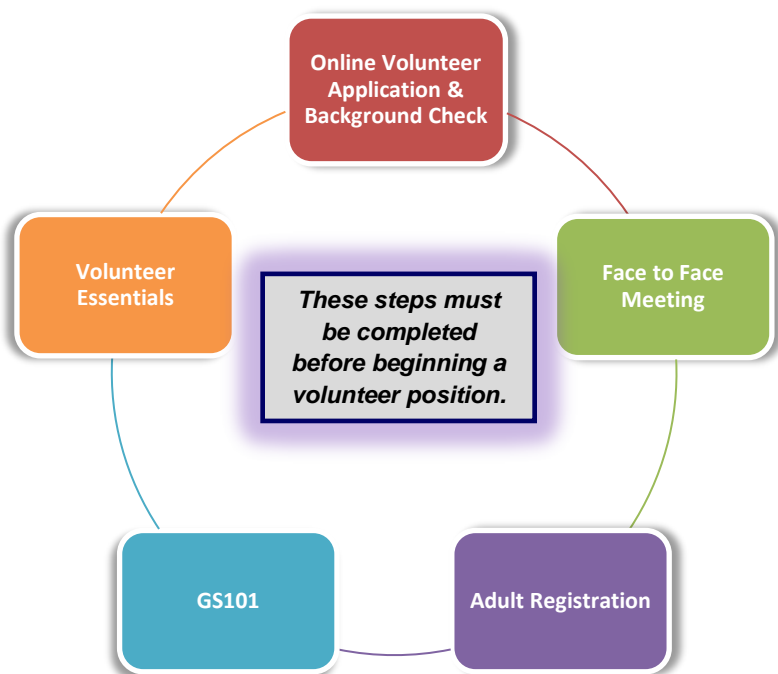 Online Volunteer
Application &
Background Check
Face to Face
Meeting
Adult Registration
GS101
Volunteer
Essentials
These steps must
be completed
before beginning a
volunteer position.